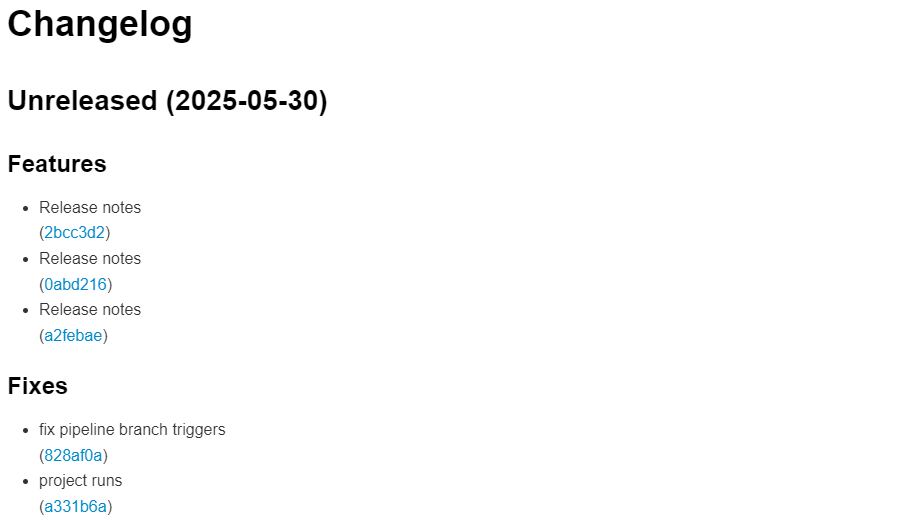 Changelog
Unreleased (2025-05-30)
Features
• Release notes
(2bcc3d2)
• Release notes
(0abd216)
• Release notes
(a2febae)
Fixes
• fix pipeline branch triggers
(828af0a)
• project runs
(a331b6a)